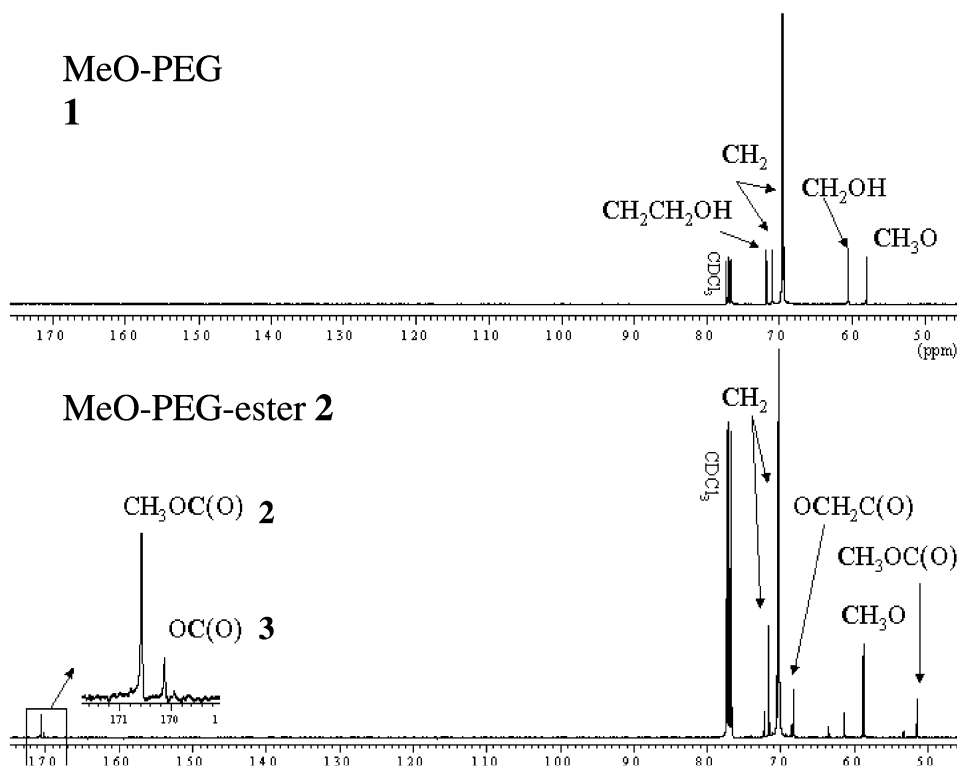 MeO-PEG
1
CH₂
CH₂CH₂OH
CH₂OH
CH₃O
CDCl₃
170 160 150 140 130 120 110 100 90 80 70 60 50
(ppm)
MeO-PEG-ester 2
CH₂
CDCl₃
CH₃OC(O) 2
OCH₂C(O)
CH₃OC(O)
OC(O) 3
CH₃O
171 170 1
170 160 150 140 130 120 110 100 90 80 70 60 50